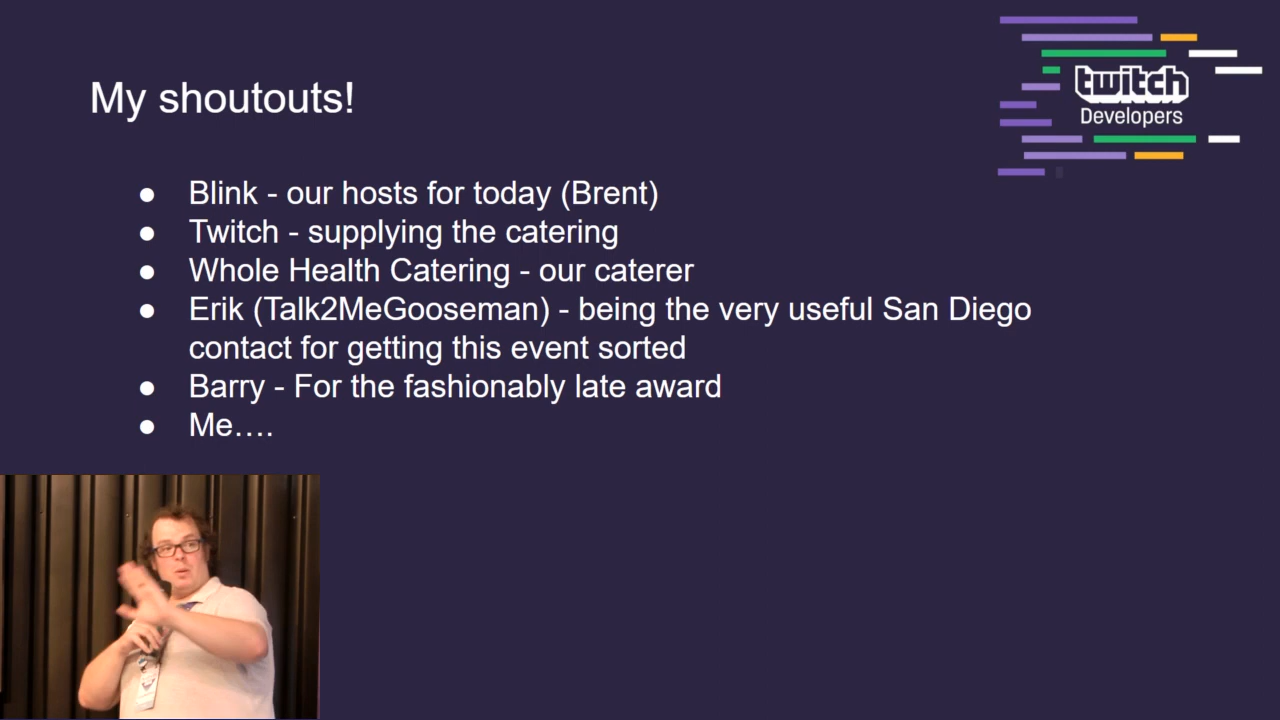 My shoutouts!
twitch
Developers
● Blink - our hosts for today (Brent)
● Twitch - supplying the catering
● Whole Health Catering - our caterer
● Erik (Talk2MeGooseman) - being the very useful San Diego
contact for getting this event sorted
● Barry - For the fashionably late award
● Me….